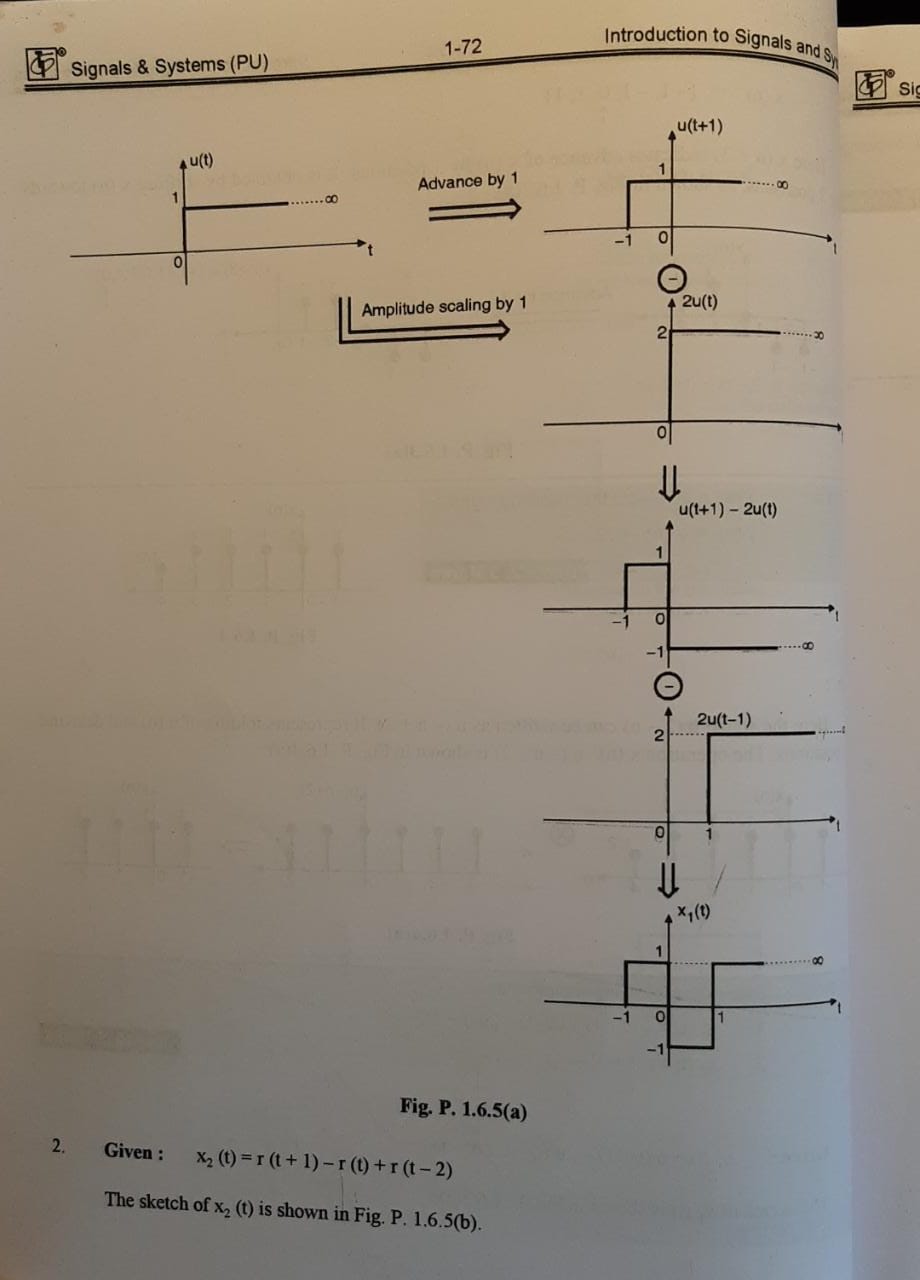 Signals & Systems (PU) 1-72 Introduction to Signals and Sy
Sig
u(t)
1
∞
0
t
Advance by 1
u(t+1)
1
∞
–1 0
t
–
Amplitude scaling by 1
2u(t)
2
∞
0
u(t+1) – 2u(t)
1
–1 0
t
–1
∞
–
2u(t–1)
2
0 1
t
x₁(t)
1
∞
–1 0 1
t
–1
Fig. P. 1.6.5(a)
2. Given : x₂ (t) = r (t + 1) – r (t) + r (t – 2)
The sketch of x₂ (t) is shown in Fig. P. 1.6.5(b).